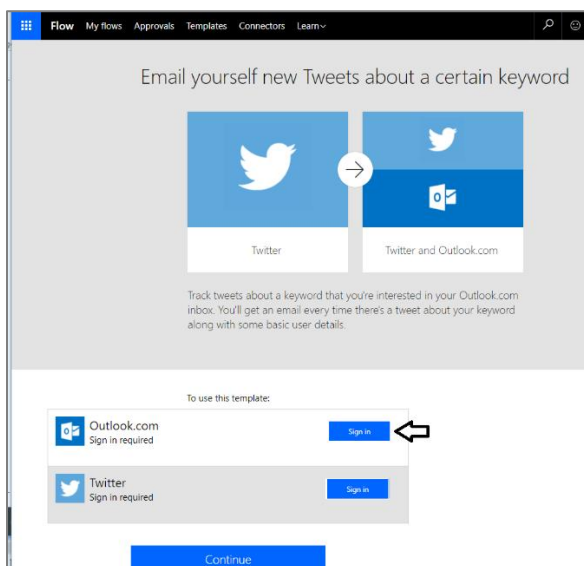 Flow My flows Approvals Templates Connectors Learn
Email yourself new Tweets about a certain keyword
Twitter
Twitter and Outlook.com
Track tweets about a keyword that you're interested in your Outlook.com
inbox. You'll get an email every time there's a tweet about your keyword
along with some basic user details.
To use this template:
Outlook.com
Sign in required
Sign in
Twitter
Sign in required
Sign in
Continue